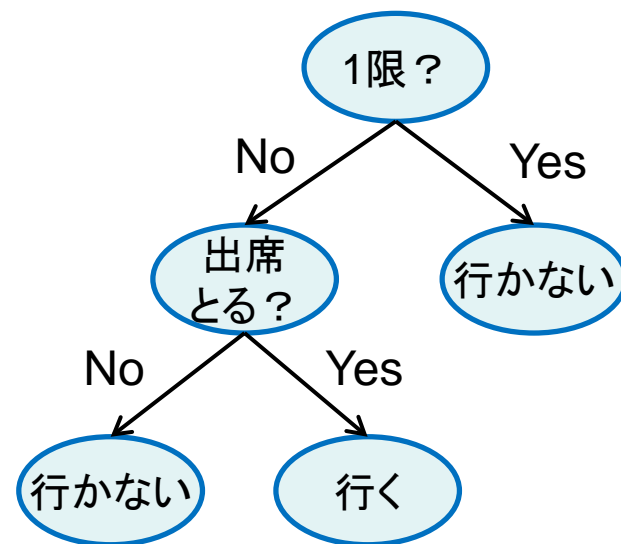 1限？
No
Yes
出席
とる？
行かない
No
Yes
行かない
行く